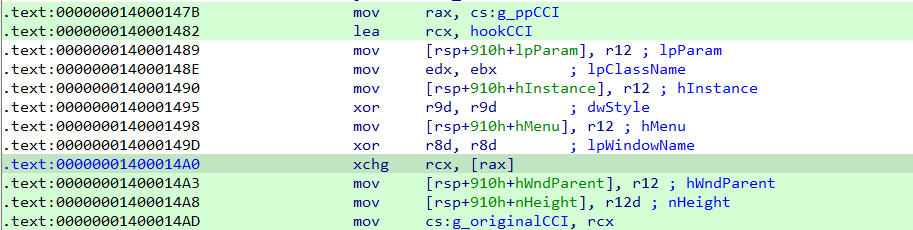 .text:000000014000147B mov rax, cs:g_ppCCI
.text:0000000140001482 lea rcx, hookCCI
.text:0000000140001489 mov [rsp+910h+lpParam], r12 ; lpParam
.text:000000014000148E mov edx, ebx ; lpClassName
.text:0000000140001490 mov [rsp+910h+hInstance], r12 ; hInstance
.text:0000000140001495 xor r9d, r9d ; dwStyle
.text:0000000140001498 mov [rsp+910h+hMenu], r12 ; hMenu
.text:000000014000149D xor r8d, r8d ; lpWindowName
.text:00000001400014A0 xchg rcx, [rax]
.text:00000001400014A3 mov [rsp+910h+hWndParent], r12 ; hWndParent
.text:00000001400014A8 mov [rsp+910h+nHeight], r12d ; nHeight
.text:00000001400014AD mov cs:g_originalCCI, rcx